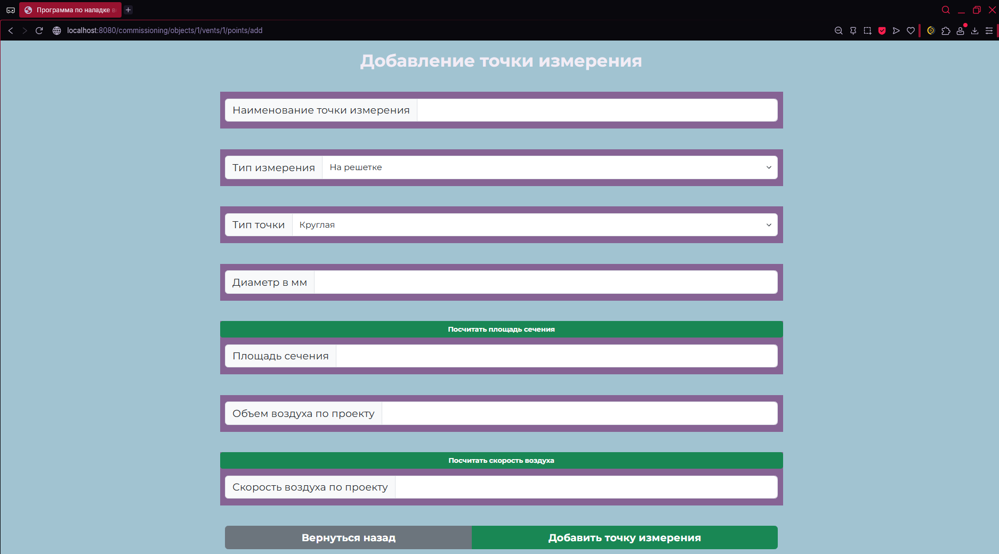 Программа по наладке в
localhost:8080/commissioning/objects/1/vents/1/points/add
Добавление точки измерения
Наименование точки измерения
Тип измерения На решетке
Тип точки Круглая
Диаметр в мм
Посчитать площадь сечения
Площадь сечения
Объем воздуха по проекту
Посчитать скорость воздуха
Скорость воздуха по проекту
Вернуться назад Добавить точку измерения